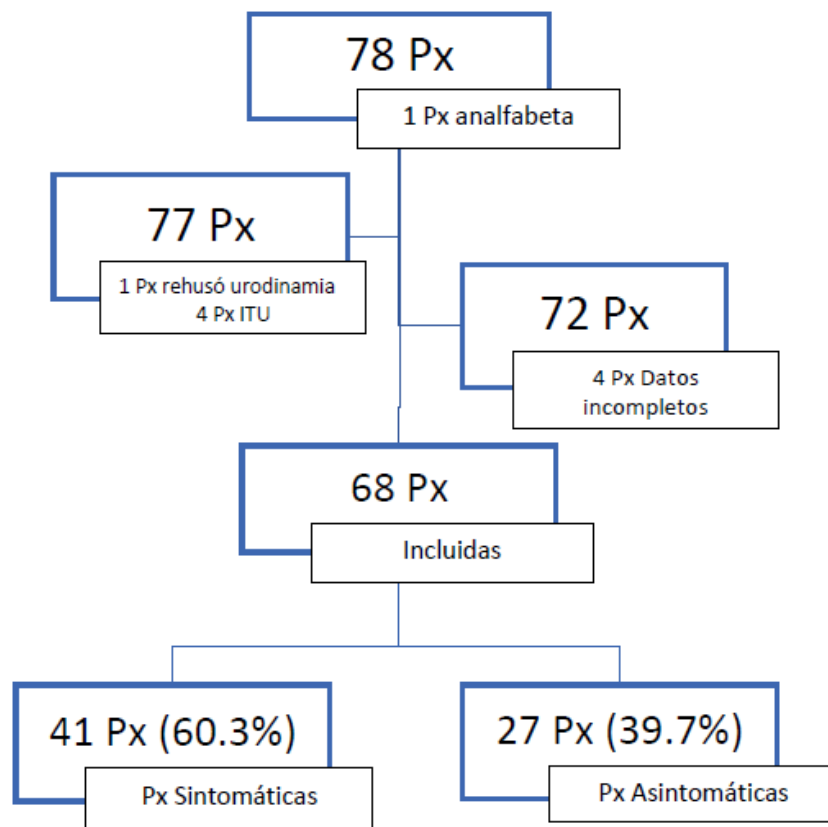 78 Px
1 Px analfabeta
77 Px
1 Px rehusó urodinamia
4 Px ITU
72 Px
4 Px Datos
incompletos
68 Px
Incluidas
41 Px (60.3%)
Px Sintomáticas
27 Px (39.7%)
Px Asintomáticas